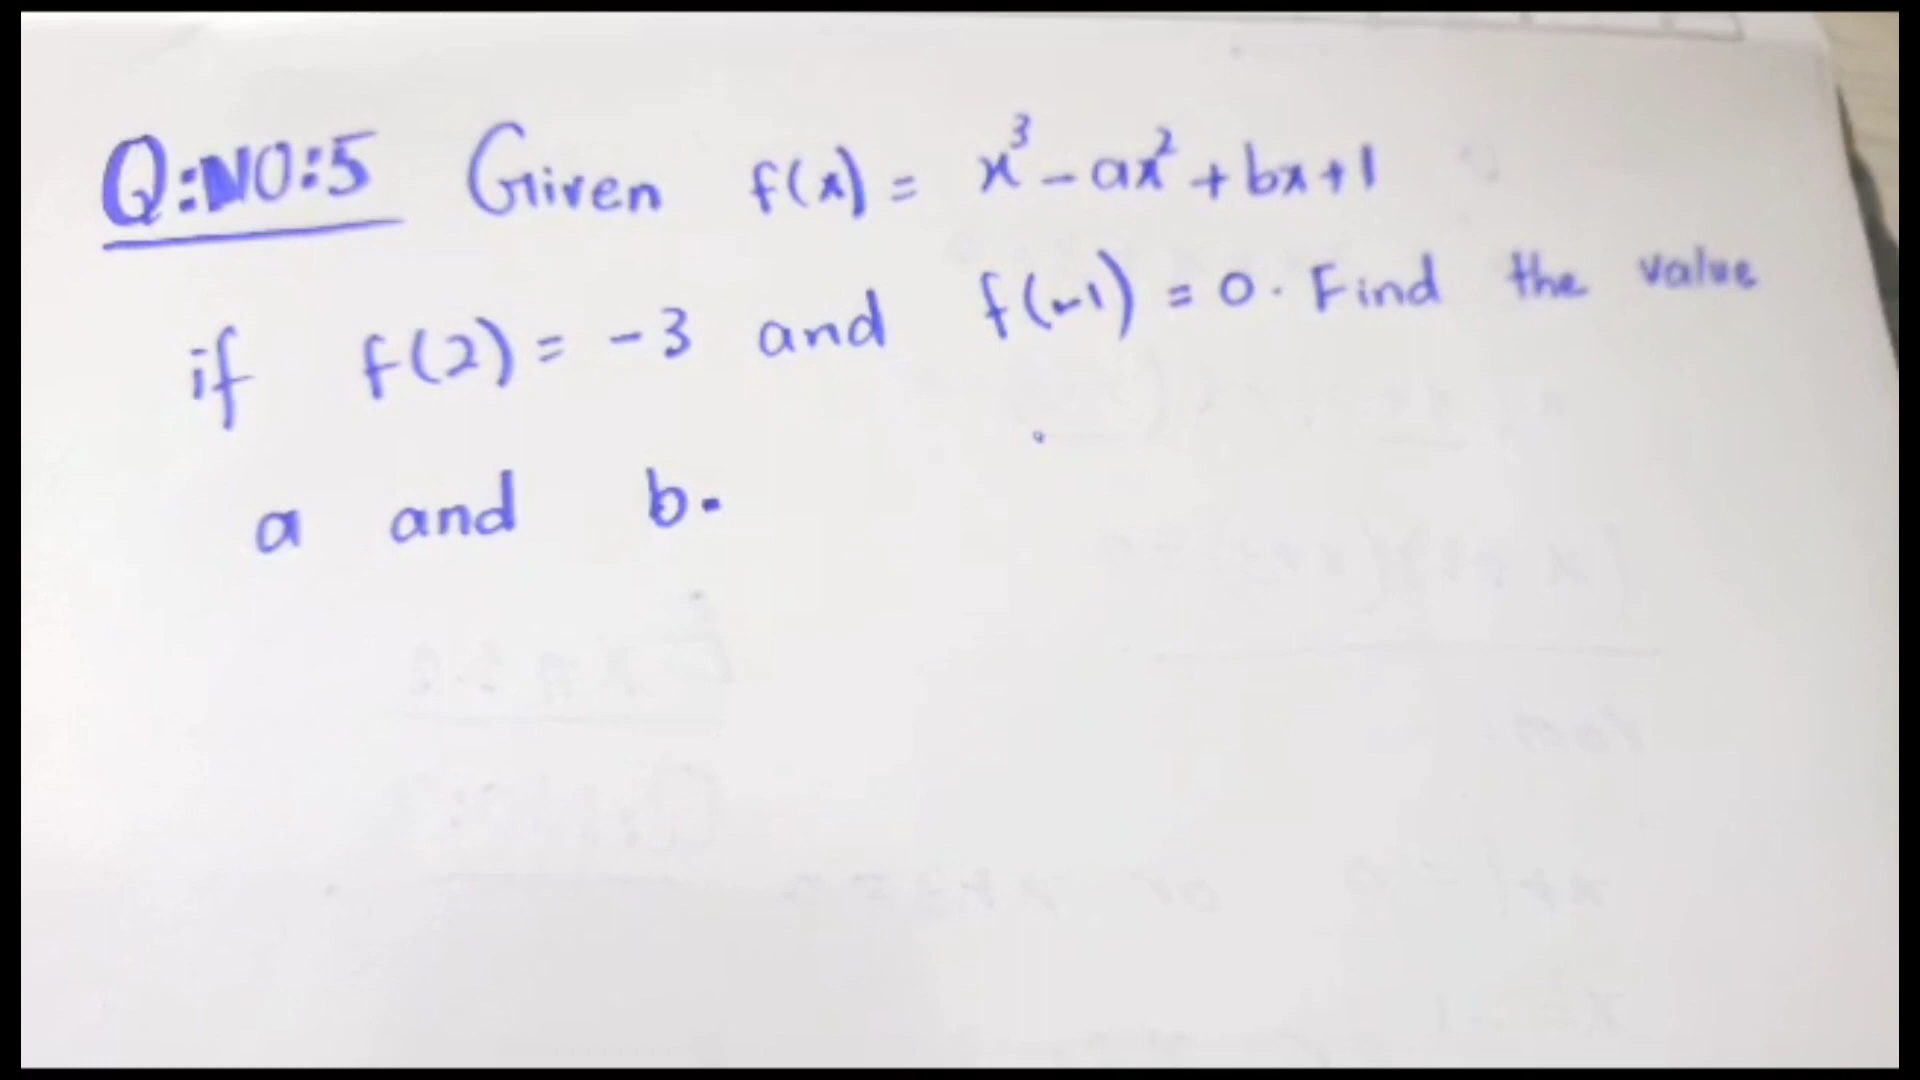 Q:NO:5 Given f(x) = x³ - ax² + bx + 1
if f(2) = -3 and f(-1) = 0. Find the value
a and b.